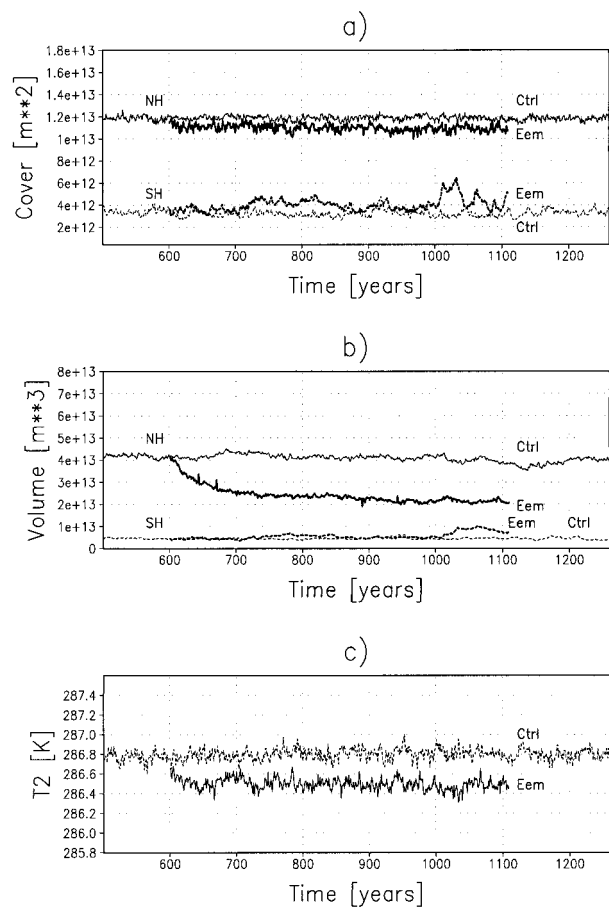 a)
Cover [m**2]
1.8e+13
1.6e+13
1.4e+13
1.2e+13
1e+13
8e+12
6e+12
4e+12
2e+12
NH
Ctrl
Eem
SH
Eem
Ctrl
600 700 800 900 1000 1100 1200
Time [years]
b)
Volume [m**3]
8e+13
7e+13
6e+13
5e+13
4e+13
3e+13
2e+13
1e+13
0
NH
Ctrl
Eem
SH
Eem
Ctrl
600 700 800 900 1000 1100 1200
Time [years]
c)
T2 [K]
287.4
287.2
287.0
286.8
286.6
286.4
286.2
286.0
285.8
Ctrl
Eem
600 700 800 900 1000 1100 1200
Time [years]